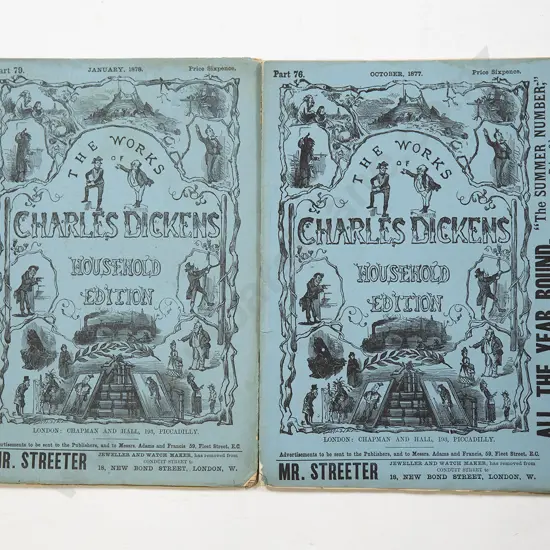 Part 79. JANUARY, 1878. Price Sixpence.
THE WORKS
OF
CHARLES DICKENS
HOUSEHOLD
EDITION
LONDON: CHAPMAN AND HALL, 193, PICCADILLY.
Advertisements to be sent to the Publishers, and to Messrs. Adams and Francis, 59, Fleet Street, E.C.
MR. STREETER
JEWELLER AND WATCH MAKER, has removed from
CONDUIT STREET to
18, NEW BOND STREET, LONDON, W.
Part 76. OCTOBER, 1877. Price Sixpence.
THE WORKS
OF
CHARLES DICKENS
HOUSEHOLD
EDITION
LONDON: CHAPMAN AND HALL, 193, PICCADILLY.
Advertisements to be sent to the Publishers, and to Messrs. Adams and Francis, 59, Fleet Street, E.C.
MR. STREETER
JEWELLER AND WATCH MAKER, has removed from
CONDUIT STREET to
18, NEW BOND STREET, LONDON, W.
"The SUMMER NUMBER,"
ALL THE YEAR ROUND